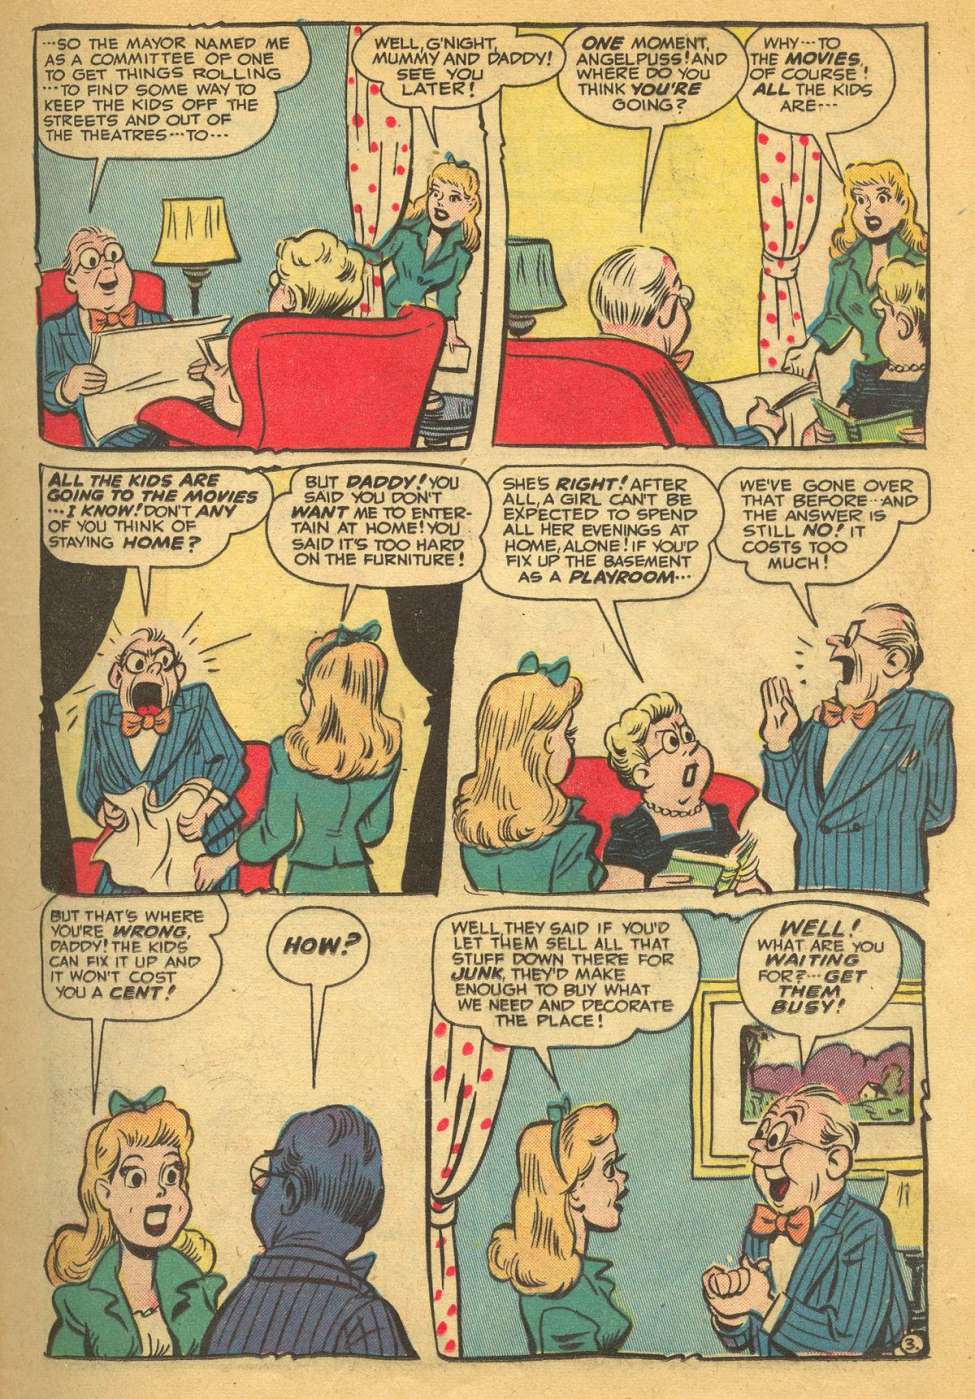 ···SO THE MAYOR NAMED ME
AS A COMMITTEE OF ONE
TO GET THINGS ROLLING
···TO FIND SOME WAY TO
KEEP THE KIDS OFF THE
STREETS AND OUT OF
THE THEATRES···TO···
WELL, G'NIGHT,
MUMMY AND DADDY!
SEE YOU
LATER!
ONE MOMENT,
ANGELPUSS! AND
WHERE DO YOU
THINK YOU'RE
GOING?
WHY···TO
THE MOVIES,
OF COURSE!
ALL THE KIDS
ARE···
ALL THE KIDS ARE
GOING TO THE MOVIES
···I KNOW! DON'T ANY
OF YOU THINK OF
STAYING HOME?
BUT DADDY! YOU
SAID YOU DON'T
WANT ME TO ENTER-
TAIN AT HOME! YOU
SAID IT'S TOO HARD
ON THE FURNITURE!
SHE'S RIGHT! AFTER
ALL, A GIRL CAN'T BE
EXPECTED TO SPEND
ALL HER EVENINGS AT
HOME, ALONE! IF YOU'D
FIX UP THE BASEMENT
AS A PLAYROOM···
WE'VE GONE OVER
THAT BEFORE···AND
THE ANSWER IS
STILL NO! IT
COSTS TOO
MUCH!
BUT THAT'S WHERE
YOU'RE WRONG,
DADDY! THE KIDS
CAN FIX IT UP AND
IT WON'T COST
YOU A CENT!
HOW?
WELL, THEY SAID IF YOU'D
LET THEM SELL ALL THAT
STUFF DOWN THERE FOR
JUNK, THEY'D MAKE
ENOUGH TO BUY WHAT
WE NEED AND DECORATE
THE PLACE!
WELL!
WHAT ARE YOU
WAITING
FOR?···GET
THEM
BUSY!
3.